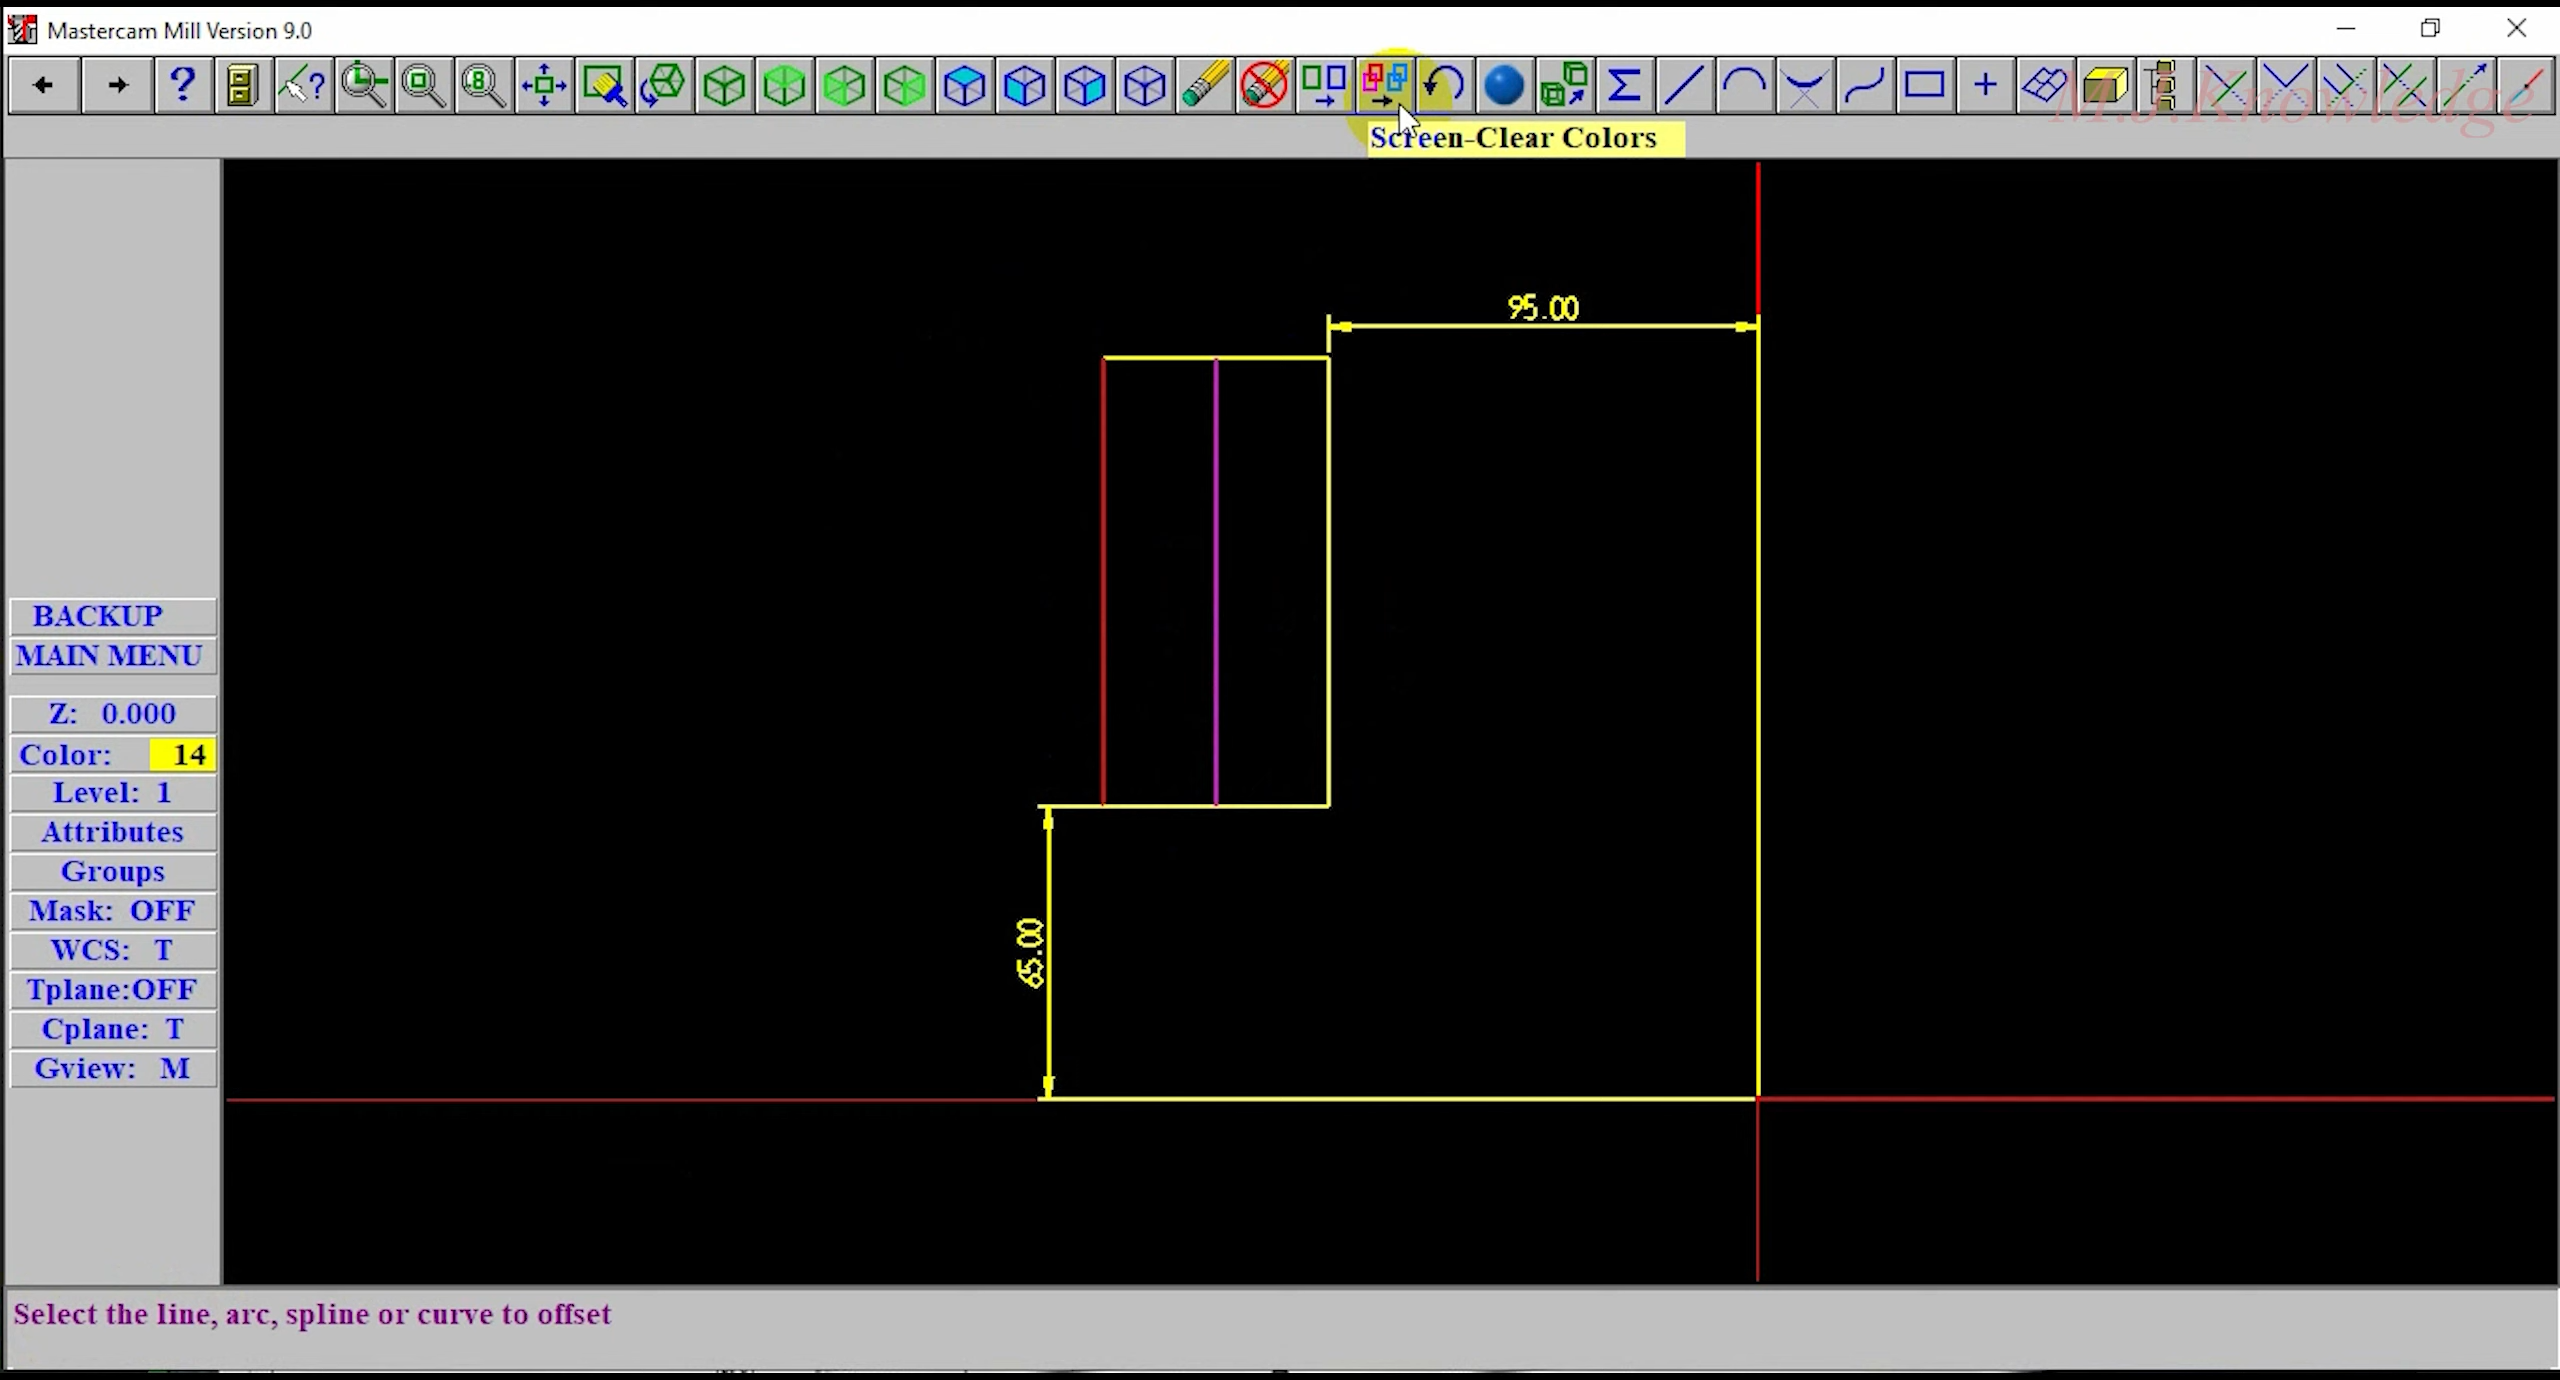 Mastercam Mill Version 9.0
M.J.Knowledge
Screen-Clear Colors
95.00
65.00
BACKUP
MAIN MENU
Z: 0.000
Color: 14
Level: 1
Attributes
Groups
Mask: OFF
WCS: T
Tplane:OFF
Cplane: T
Gview: M
Select the line, arc, spline or curve to offset